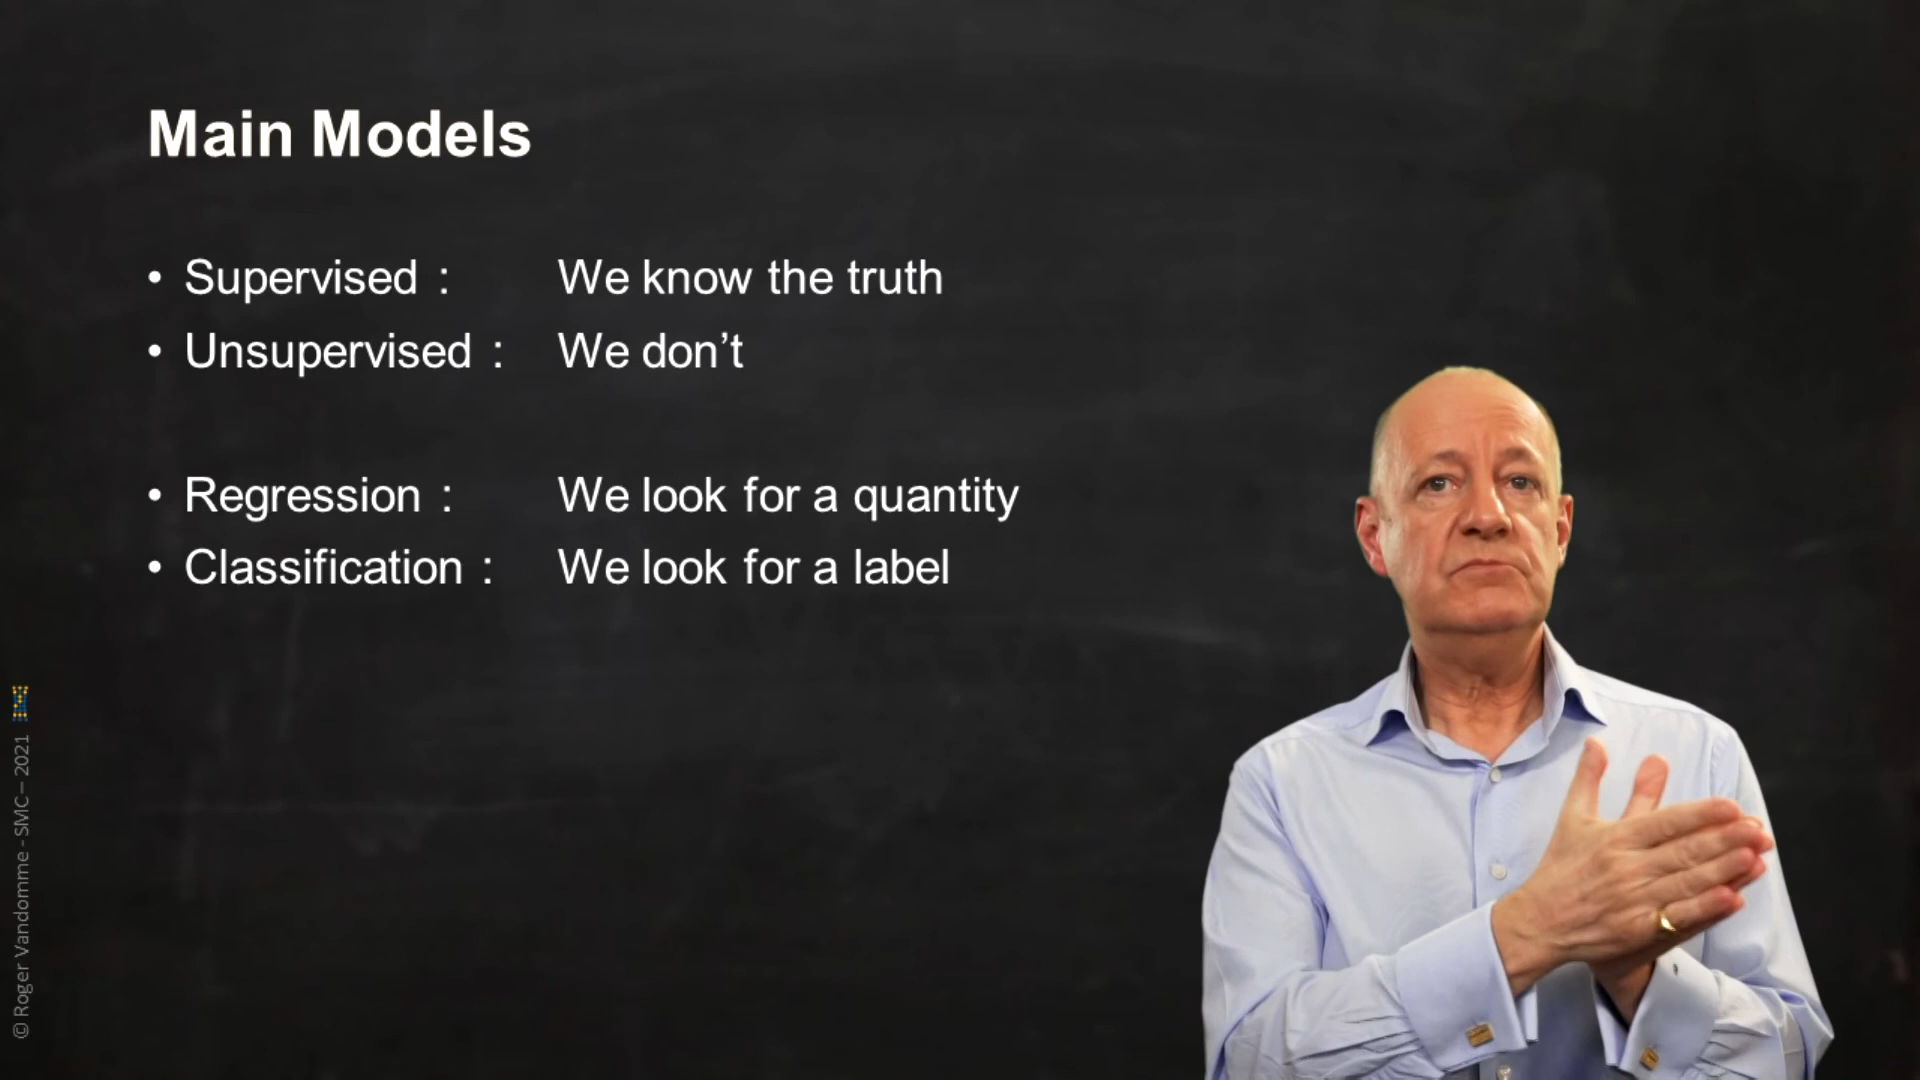 Main Models
• Supervised : We know the truth
• Unsupervised : We don’t
• Regression : We look for a quantity
• Classification : We look for a label
© Roger Vandomme - SMC– 2021